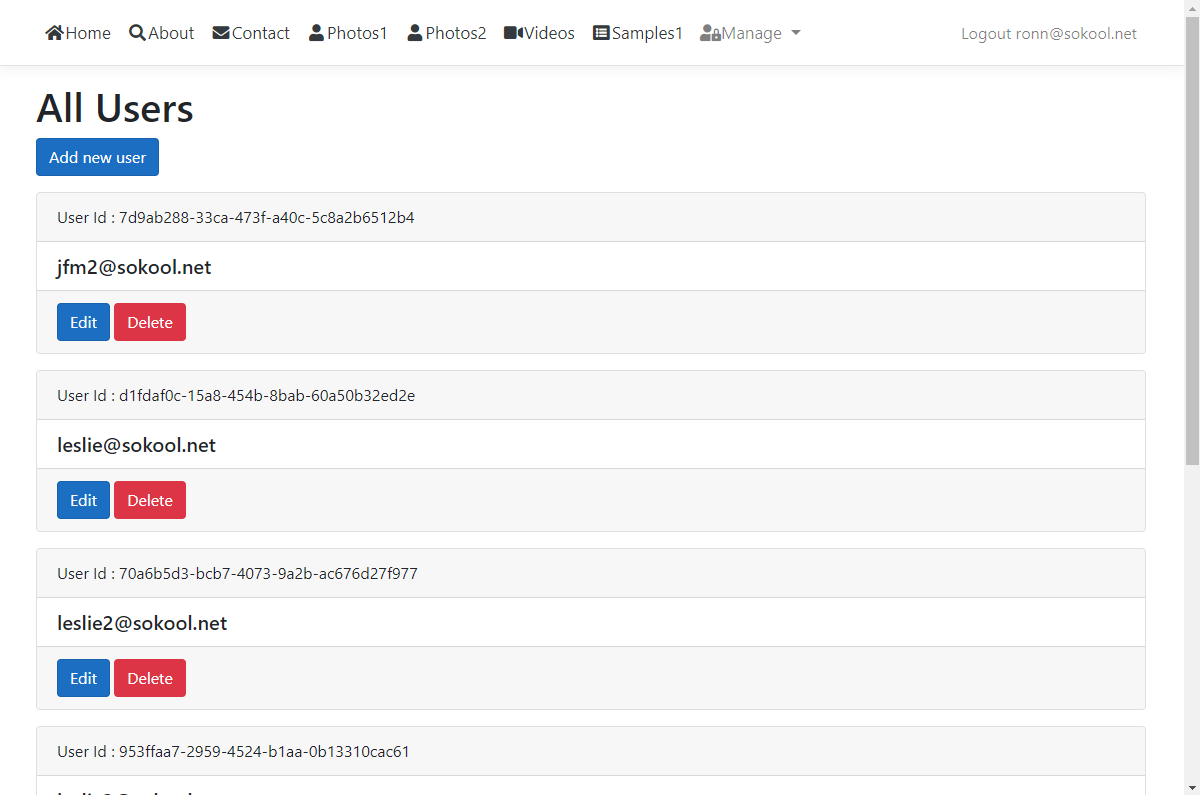 Home About Contact Photos1 Photos2 Videos Samples1 Manage Logout ronn@sokool.net
All Users
Add new user
User Id : 7d9ab288-33ca-473f-a40c-5c8a2b6512b4
jfm2@sokool.net
Edit Delete
User Id : d1fdaf0c-15a8-454b-8bab-60a50b32ed2e
leslie@sokool.net
Edit Delete
User Id : 70a6b5d3-bcb7-4073-9a2b-ac676d27f977
leslie2@sokool.net
Edit Delete
User Id : 953ffaa7-2959-4524-b1aa-0b13310cac61